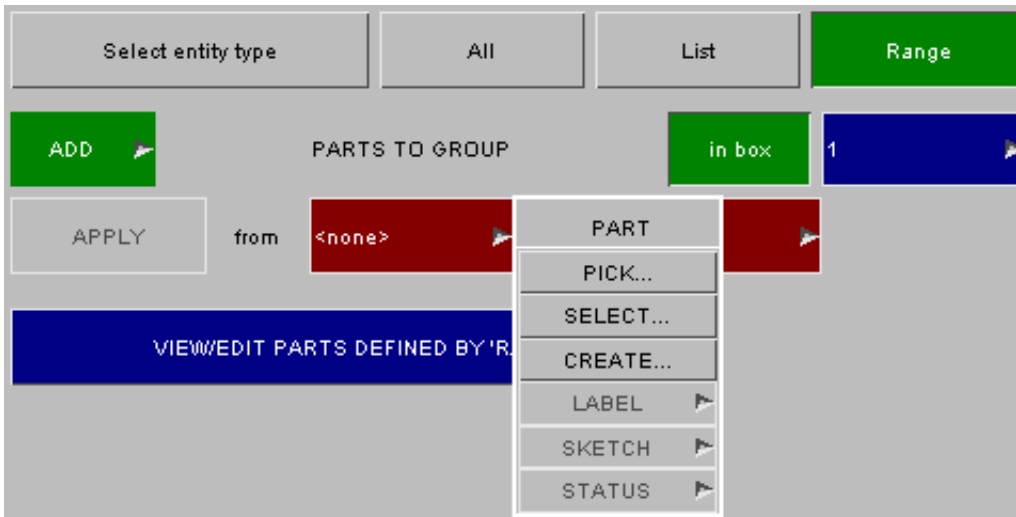 Select entity type All List Range
ADD PARTS TO GROUP in box 1
APPLY from <none>
PART
PICK...
SELECT...
VIEW/EDIT PARTS DEFINED BY 'R
CREATE...
LABEL
SKETCH
STATUS